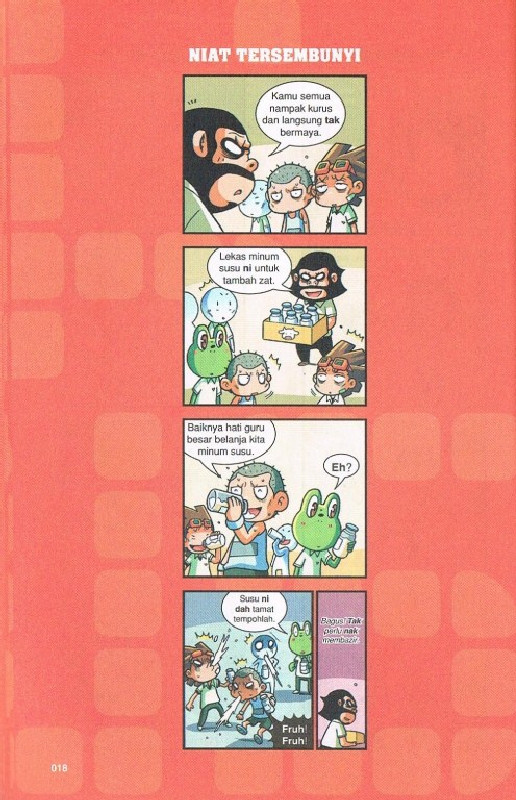 NIAT TERSEMBUNYI
Kamu semua
nampak kurus
dan langsung tak
bermaya.
Lekas minum
susu ni untuk
tambah zat.
Baiknya hati guru
besar belanja kita
minum susu.
Eh?
Susu ni
dah tamat
tempohlah.
Fruh!
Fruh!
Bagus! Tak
perlu nak
membazir.
018